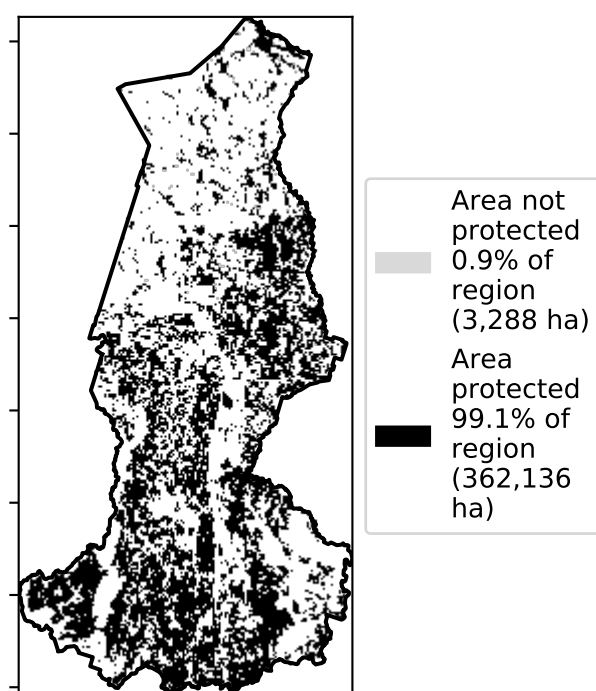 Area not
protected
0.9% of
region
(3,288 ha)
Area
protected
99.1% of
region
(362,136
ha)